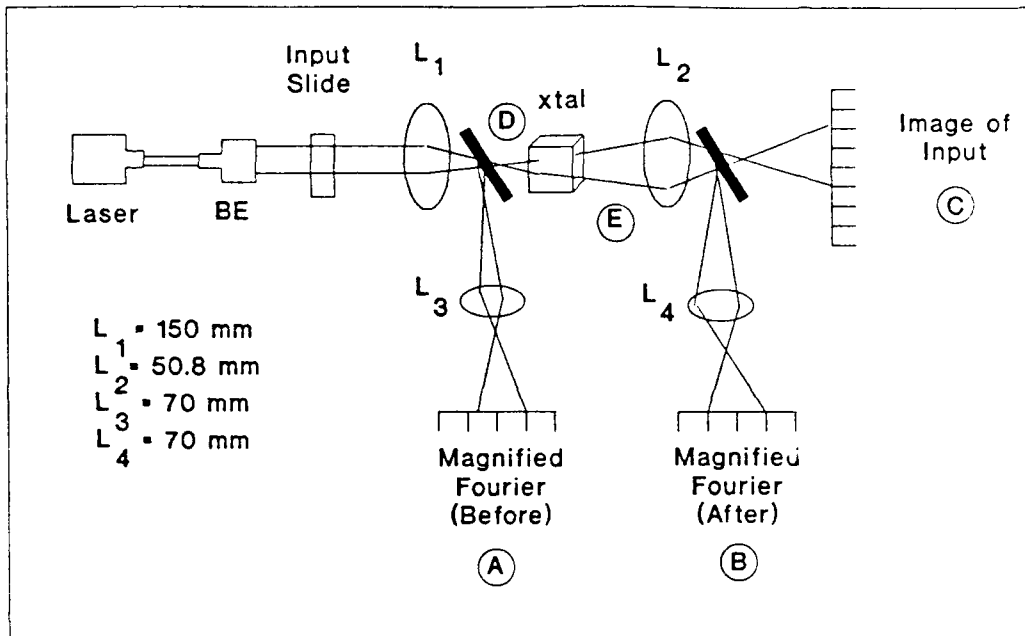 Input
Slide
L1
D
xtal
L2
Image of
Input
C
Laser
BE
E
L3
L4
L1 = 150 mm
L2 = 50.8 mm
L3 = 70 mm
L4 = 70 mm
Magnified
Fourier
(Before)
A
Magnified
Fourier
(After)
B